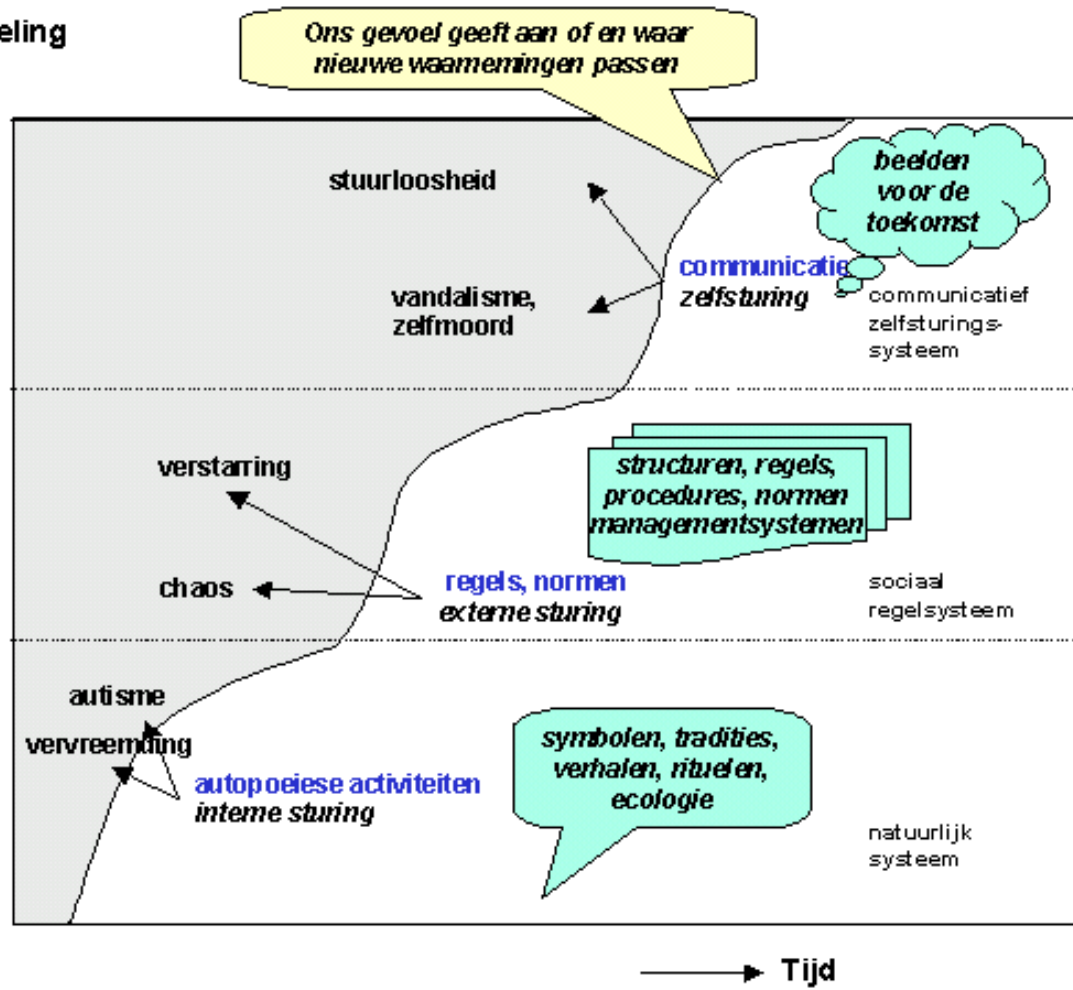 eling
Ons gevoel geeft aan of en waar
nieuwe waarnemingen passen
stuurloosheid
beelden
voor de
toekomst
communicatie
zelfsturing
vandalisme,
zelfmoord
communicatief
zelfsturings-
systeem
verstarring
structuren, regels,
procedures, normen
managementsystemen
chaos
regels, normen
externe sturing
sociaal
regelsysteem
autisme
vervreemding
autopoeiese activiteiten
interne sturing
symbolen, tradities,
verhalen, rituelen,
ecologie
natuurlijk
systeem
Tijd